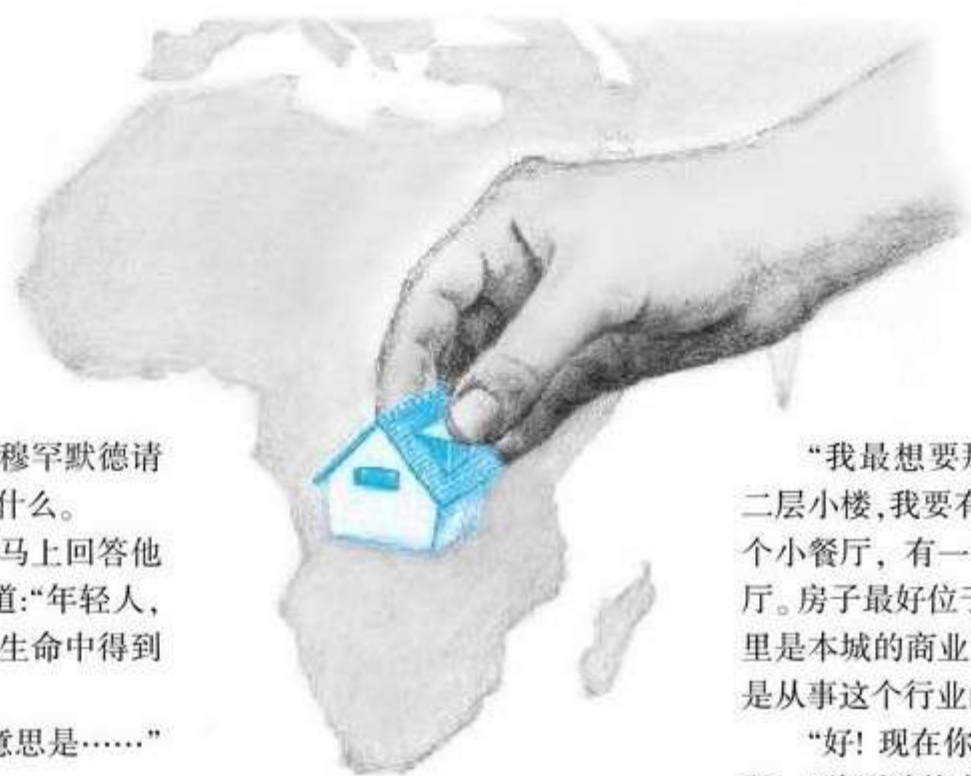 穆罕默德请
什么。
马上回答他
道:“年轻人,
生命中得到
意思是……”
“我最想要
二层小楼,我要有
个小餐厅，有一
厅。房子最好位于
里是本城的商业
是从事这个行业
“好! 现在你